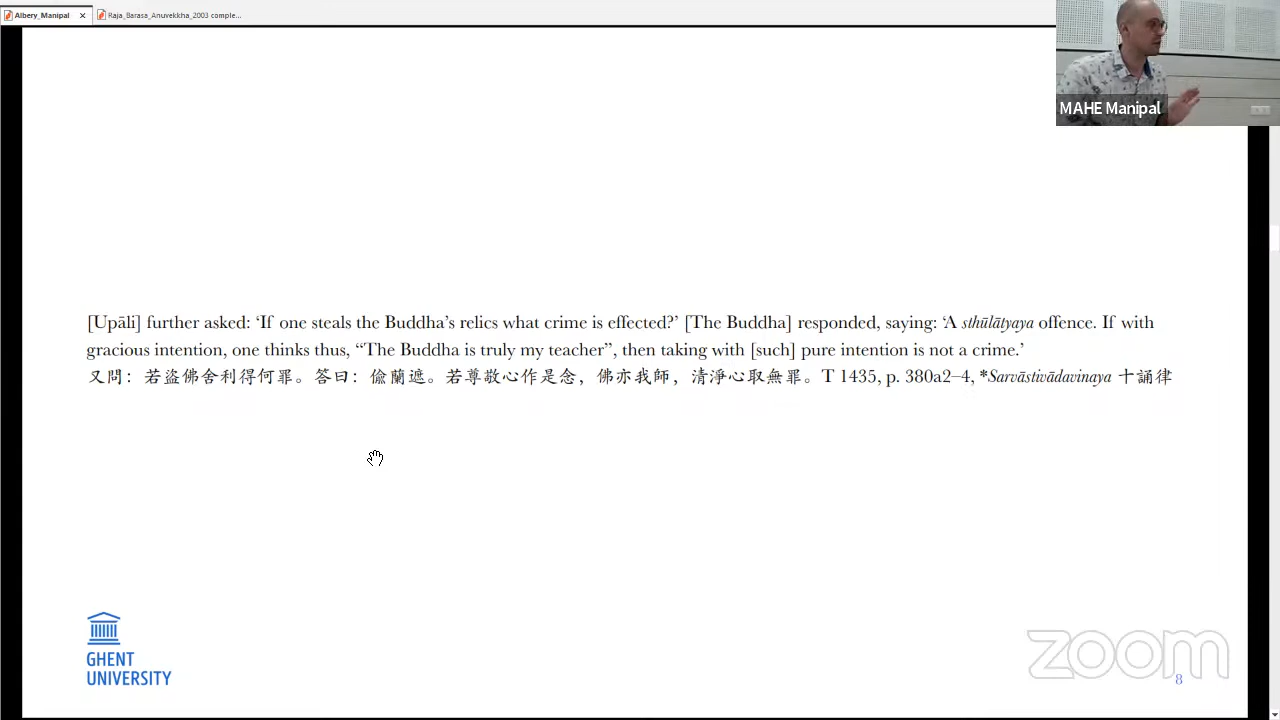 Albery_Manipal
Raja_Barasa_Anuvekkha_2003 comple...
MAHE Manipal
[Upāli] further asked: ‘If one steals the Buddha’s relics what crime is effected?’ [The Buddha] responded, saying: ‘A sthūlātyaya offence. If with
gracious intention, one thinks thus, “The Buddha is truly my teacher”, then taking with [such] pure intention is not a crime.’
又問：若盜佛舍利得何罪。答曰：偷蘭遮。若尊敬心作是念，佛亦我師，清淨心取無罪。T 1435, p. 380a2–4, *Sarvāstivādavinaya 十誦律
GHENT
UNIVERSITY
zoom
8